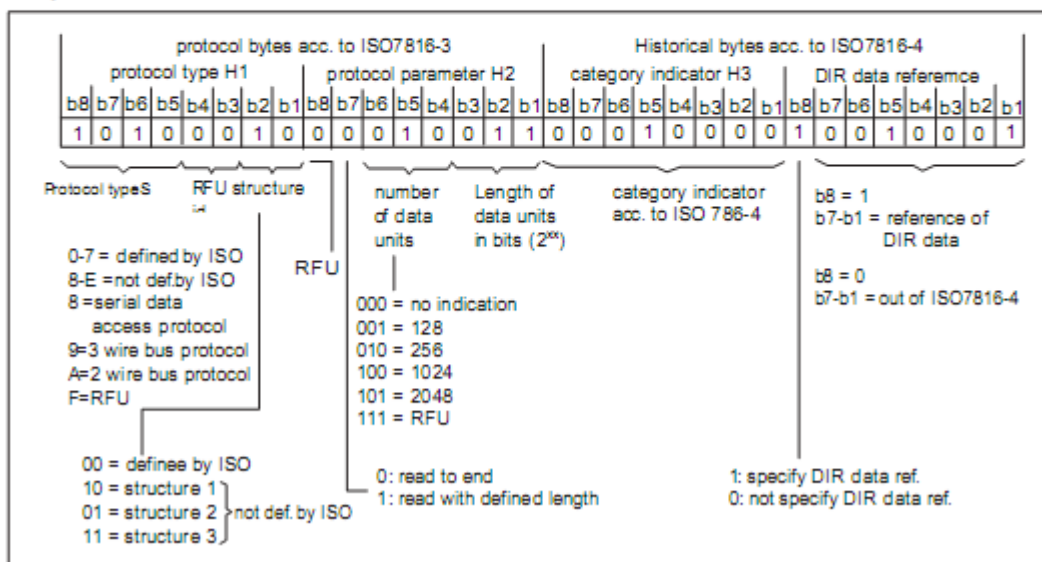 protocol bytes acc. to ISO7816-3 Historical bytes acc. to ISO7816-4
protocol type H1 protocol parameter H2 category indicator H3 DIR data referemce
b8 b7 b6 b5 b4 b3 b2 b1 b8 b7 b6 b5 b4 b3 b2 b1 b8 b7 b6 b5 b4 b3 b2 b1 b8 b7 b6 b5 b4 b3 b2 b1
1 0 1 0 0 0 1 0 0 0 0 1 0 0 1 1 0 0 0 1 0 0 0 0 1 0 0 1 0 0 0 1
Protocol typeS RFU structure
number of data units
Length of data units in bits (2xx)
category indicator acc. to ISO 786-4
b8 = 1
b7-b1 = reference of
DIR data
b8 = 0
b7-b1 = out of ISO7816-4
0-7 = defined by ISO
8-E =not def.by ISO
8 =serial data
access protocol
9=3 wire bus protocol
A=2 wire bus protocol
F=RFU
RFU
000 = no indication
001 = 128
010 = 256
100 = 1024
101 = 2048
111 = RFU
00 = definee by ISO
10 = structure 1
01 = structure 2
11 = structure 3
not def. by ISO
0: read to end
1: read with defined length
1: specify DIR data ref.
0: not specify DIR data ref.